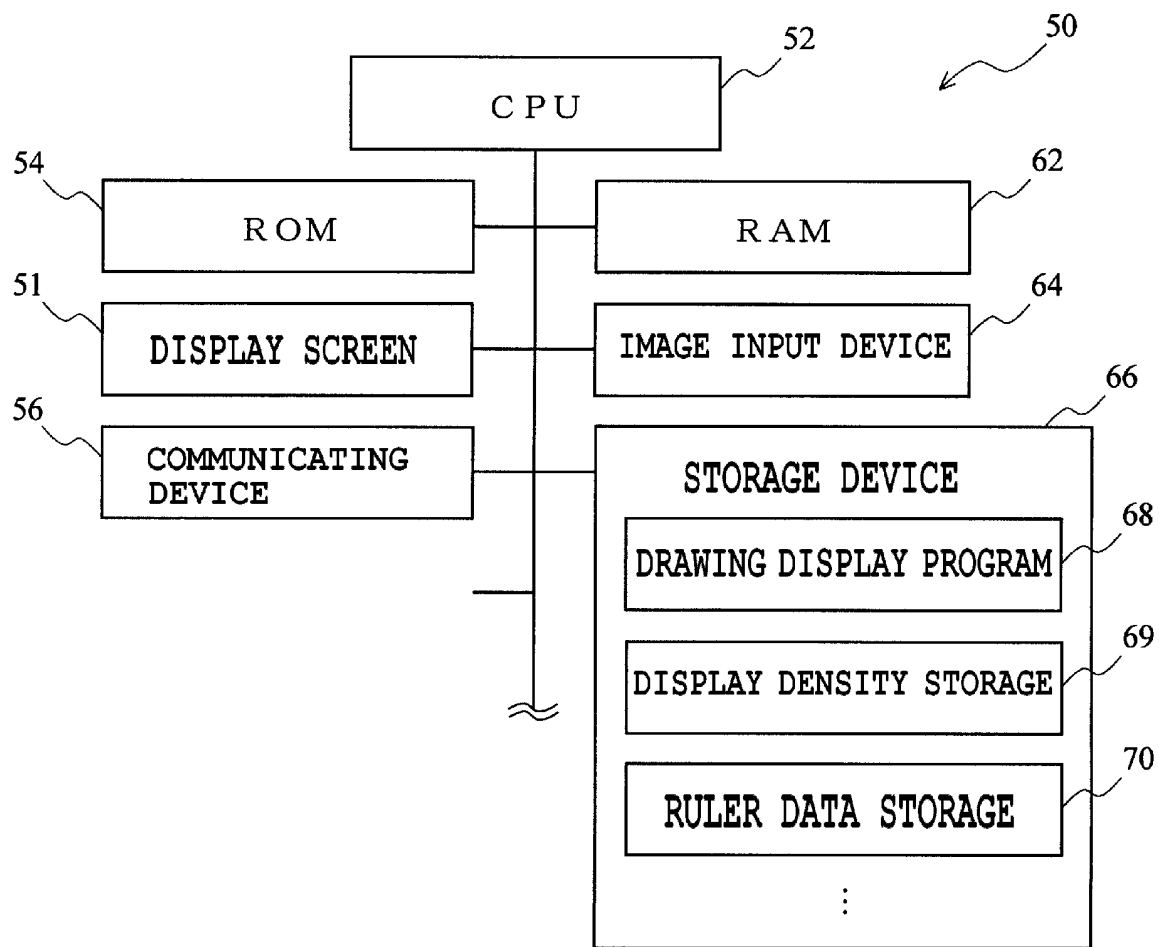 50
52
CPU
54
ROM
62
RAM
51
DISPLAY SCREEN
64
IMAGE INPUT DEVICE
56
COMMUNICATING
DEVICE
66
STORAGE DEVICE
68
DRAWING DISPLAY PROGRAM
69
DISPLAY DENSITY STORAGE
70
RULER DATA STORAGE
⋮